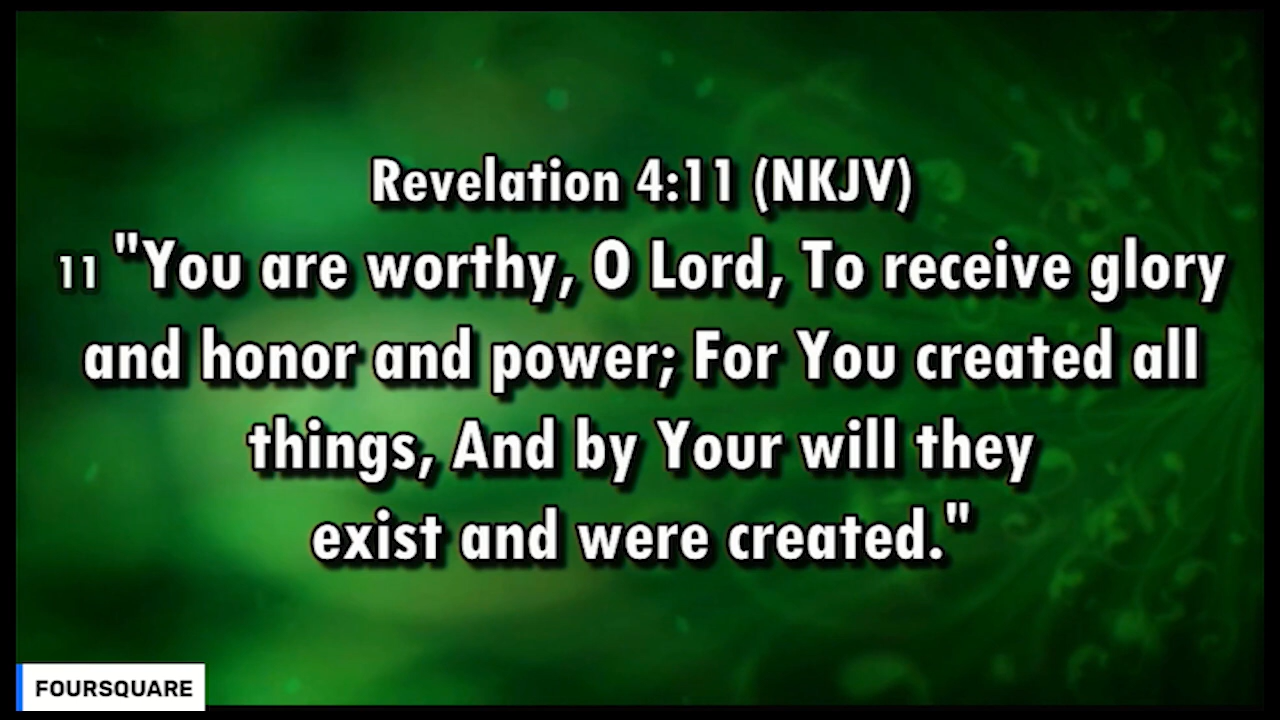 Revelation 4:11 (NKJV)
11 "You are worthy, O Lord, To receive glory
and honor and power; For You created all
things, And by Your will they
exist and were created."
FOURSQUARE